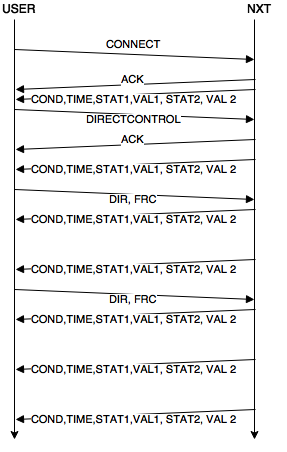 USER NXT
CONNECT
ACK
COND,TIME,STAT1,VAL1, STAT2, VAL 2
DIRECTCONTROL
ACK
COND,TIME,STAT1,VAL1, STAT2, VAL 2
DIR, FRC
COND,TIME,STAT1,VAL1, STAT2, VAL 2
COND,TIME,STAT1,VAL1, STAT2, VAL 2
DIR, FRC
COND,TIME,STAT1,VAL1, STAT2, VAL 2
COND,TIME,STAT1,VAL1, STAT2, VAL 2
COND,TIME,STAT1,VAL1, STAT2, VAL 2